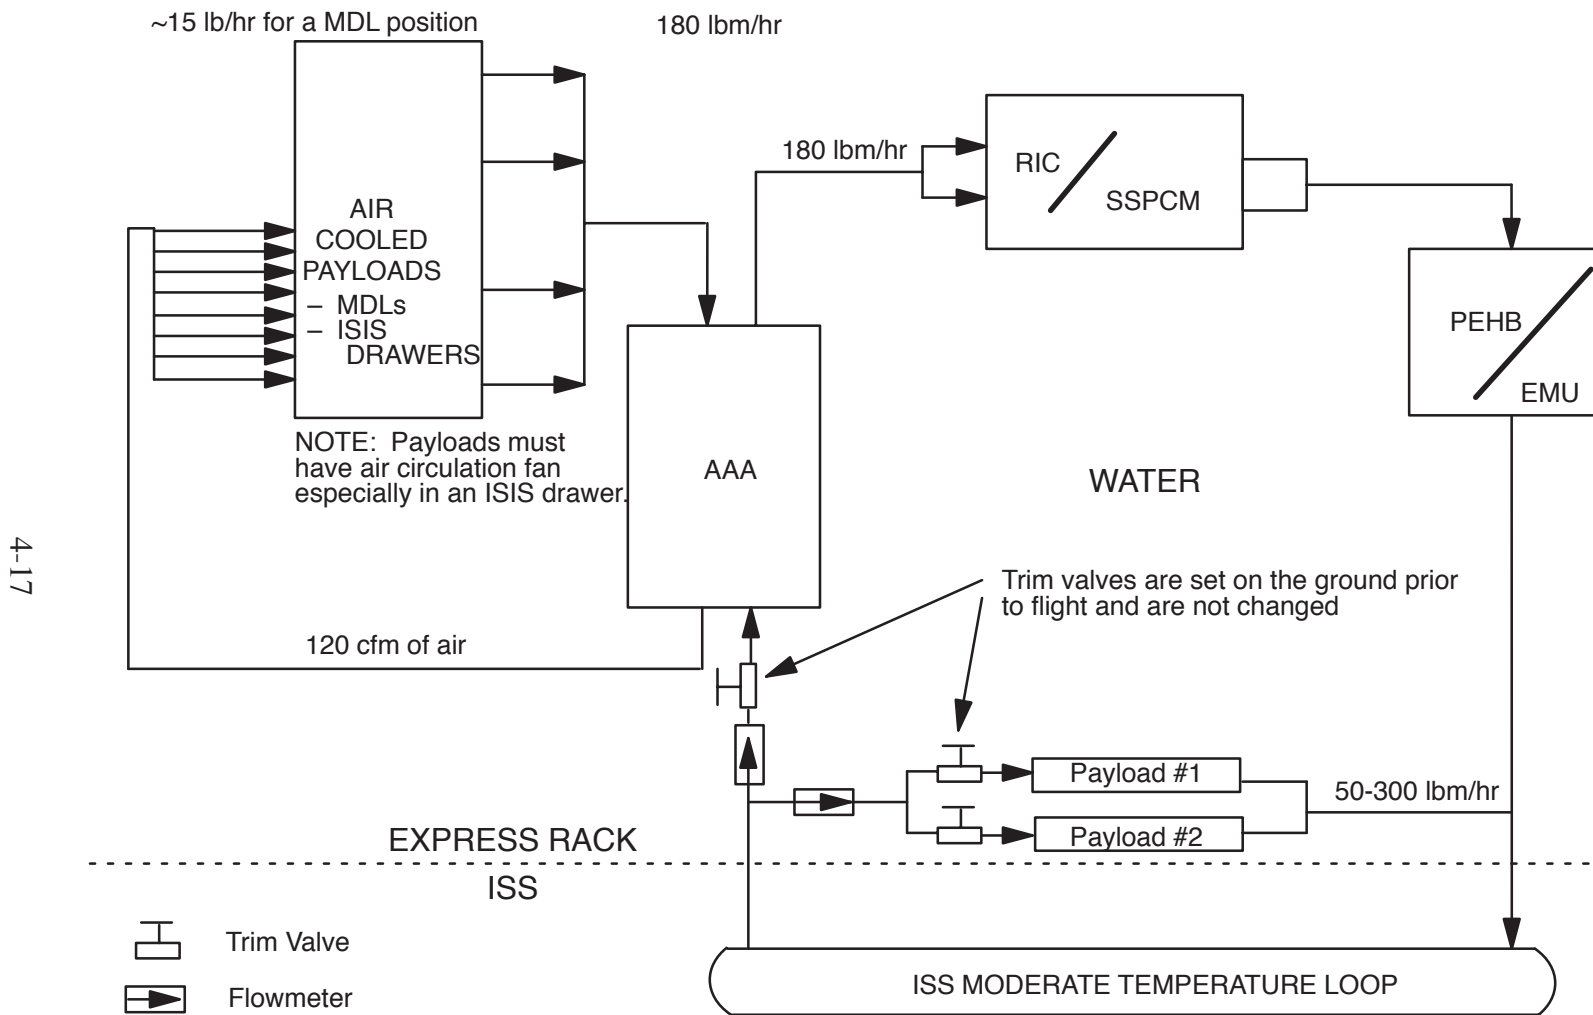 ~15 lb/hr for a MDL position
180 lbm/hr
180 lbm/hr
RIC
SSPCM
AIR
COOLED
PAYLOADS
– MDLs
– ISIS
DRAWERS
PEHB
EMU
NOTE: Payloads must
have air circulation fan
especially in an ISIS drawer.
AAA
WATER
4-17
Trim valves are set on the ground prior
to flight and are not changed
120 cfm of air
Payload #1
50-300 lbm/hr
Payload #2
EXPRESS RACK
ISS
Trim Valve
Flowmeter
ISS MODERATE TEMPERATURE LOOP